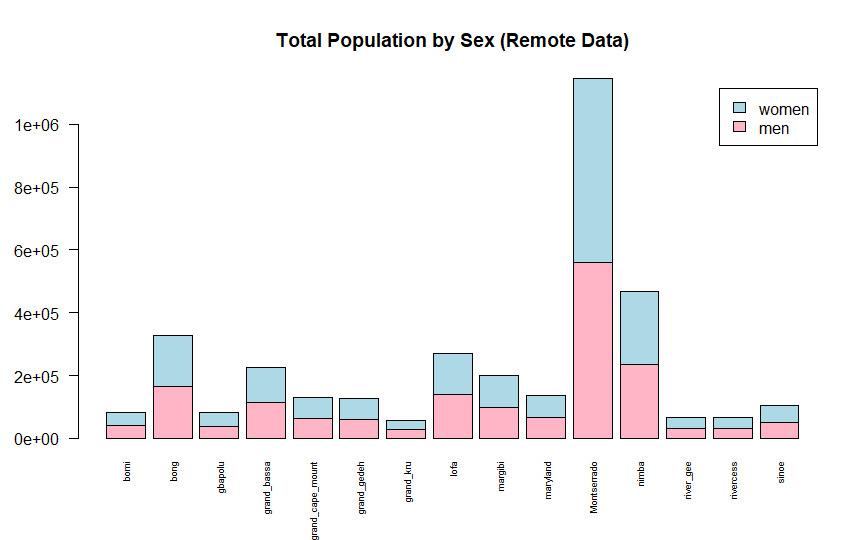 Total Population by Sex (Remote Data)
women
men
1e+06
8e+05
6e+05
4e+05
2e+05
0e+00
bomi
bong
gbapolu
grand_bassa
grand_cape_mount
grand_gedeh
grand_kru
lofa
margibi
maryland
Montserrado
nimba
river_gee
rivercess
sinoe